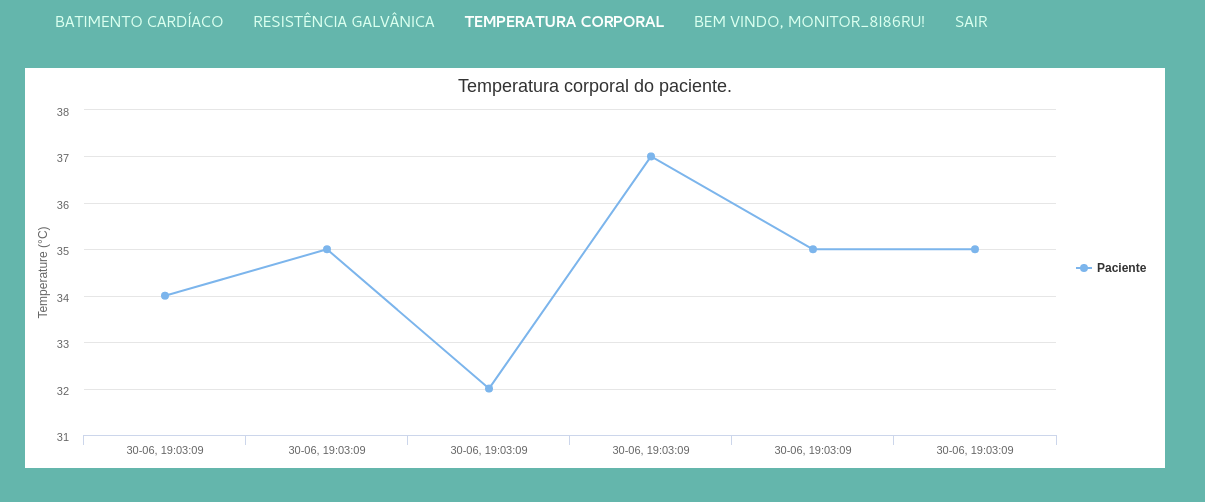 BATIMENTO CARDÍACO RESISTÊNCIA GALVÂNICA TEMPERATURA CORPORAL BEM VINDO, MONITOR_8I86RU! SAIR
Temperatura corporal do paciente.
Temperature (°C)
38
37
36
35
34
33
32
31
30-06, 19:03:09 30-06, 19:03:09 30-06, 19:03:09 30-06, 19:03:09 30-06, 19:03:09 30-06, 19:03:09
Paciente